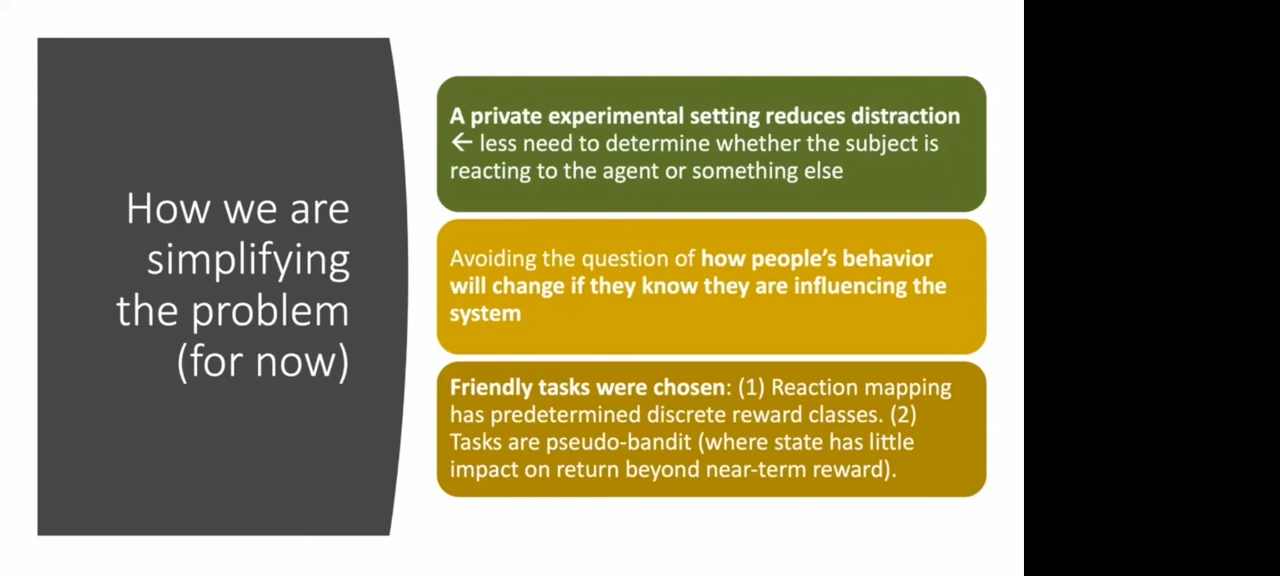 How we are
simplifying
the problem
(for now)
A private experimental setting reduces distraction
← less need to determine whether the subject is
reacting to the agent or something else
Avoiding the question of how people’s behavior
will change if they know they are influencing the
system
Friendly tasks were chosen: (1) Reaction mapping
has predetermined discrete reward classes. (2)
Tasks are pseudo-bandit (where state has little
impact on return beyond near-term reward).